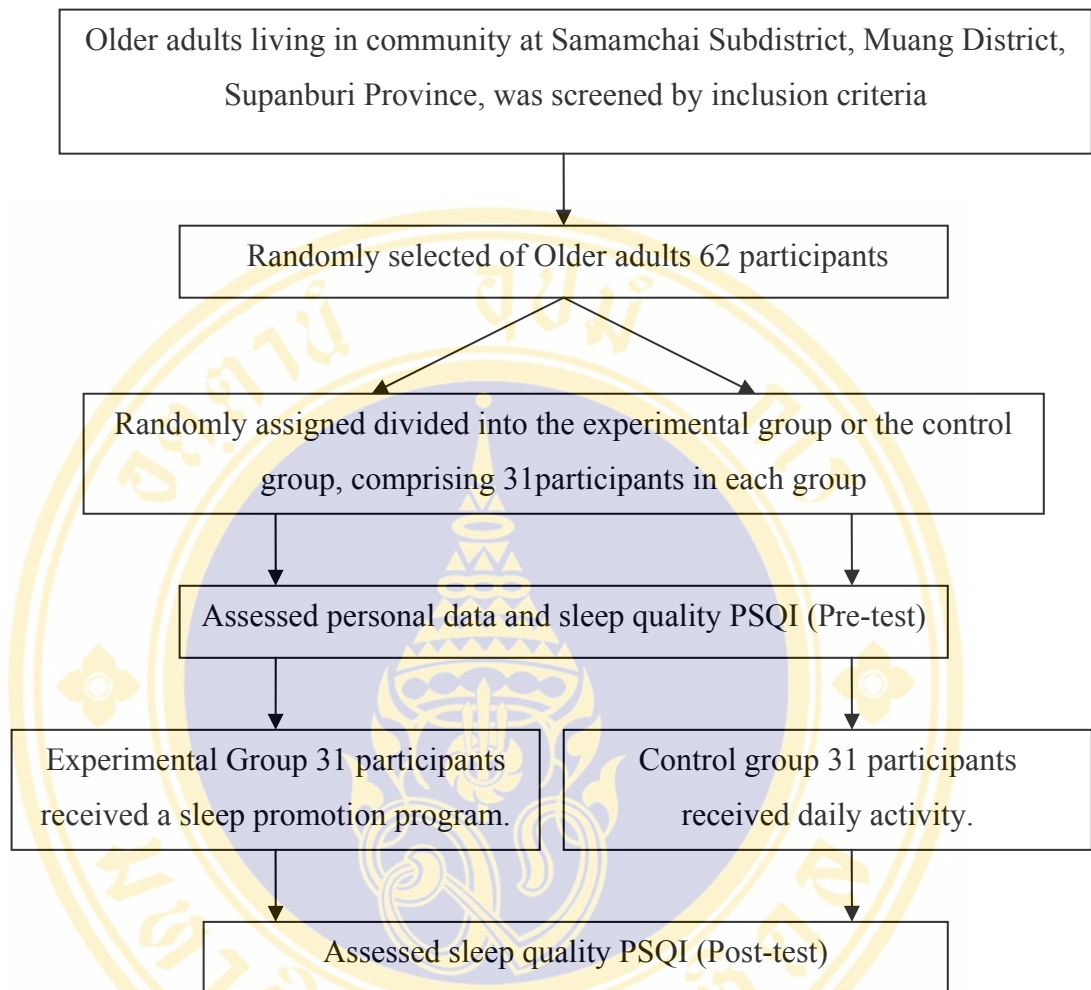 Older adults living in community at Samamchai Subdistrict, Muang District,
Supanburi Province, was screened by inclusion criteria
Randomly selected of Older adults 62 participants
Randomly assigned divided into the experimental group or the control
group, comprising 31participants in each group
Assessed personal data and sleep quality PSQI (Pre-test)
Experimental Group 31 participants
received a sleep promotion program.
Control group 31 participants
received daily activity.
Assessed sleep quality PSQI (Post-test)